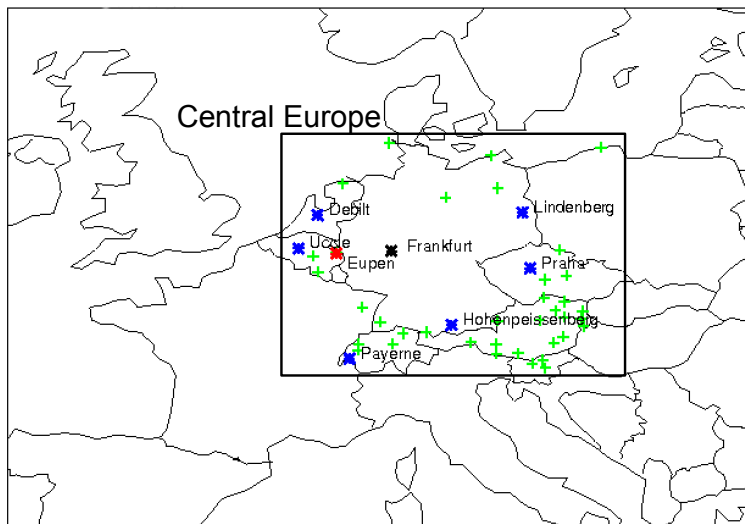 Central Europe
Debilt
Lindenberg
Uccle
Frankfurt
Eupen
Praha
Hohenpeissenberg
Payerne